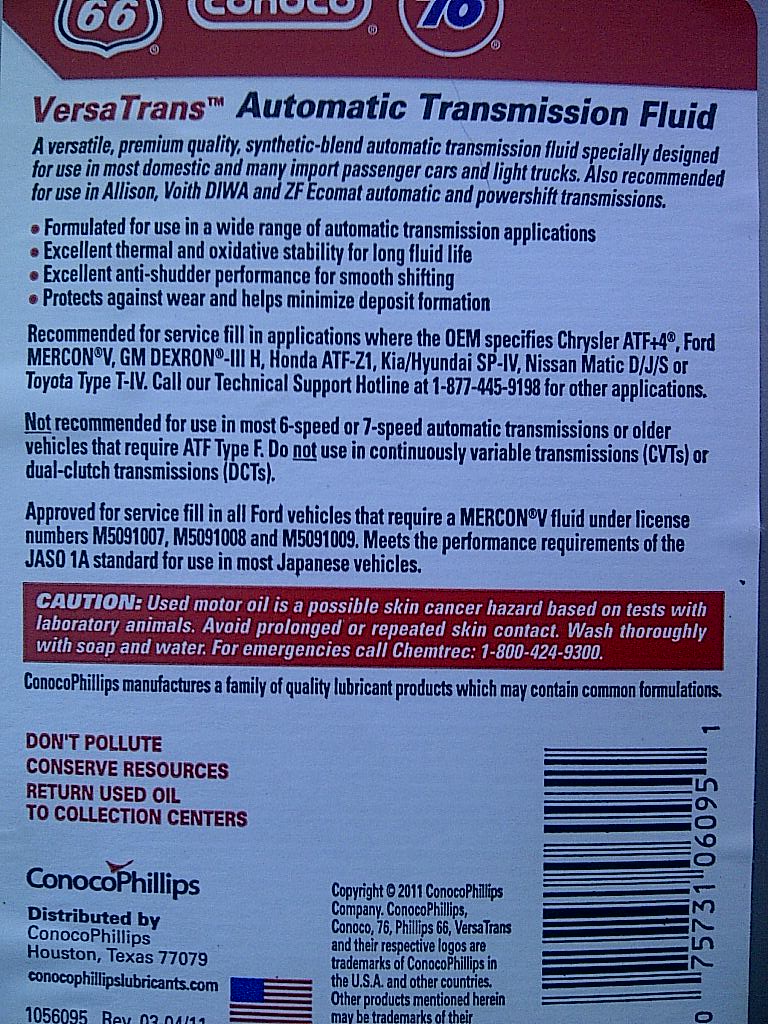 66
®
conoco
®
76
®
VersaTrans™ Automatic Transmission Fluid
A versatile, premium quality, synthetic-blend automatic transmission fluid specially designed
for use in most domestic and many import passenger cars and light trucks. Also recommended
for use in Allison, Voith DIWA and ZF Ecomat automatic and powershift transmissions.
• Formulated for use in a wide range of automatic transmission applications
• Excellent thermal and oxidative stability for long fluid life
• Excellent anti-shudder performance for smooth shifting
• Protects against wear and helps minimize deposit formation
Recommended for service fill in applications where the OEM specifies Chrysler ATF+4®, Ford
MERCON®V, GM DEXRON®-III H, Honda ATF-Z1, Kia/Hyundai SP-IV, Nissan Matic D/J/S or
Toyota Type T-IV. Call our Technical Support Hotline at 1-877-445-9198 for other applications.
Not recommended for use in most 6-speed or 7-speed automatic transmissions or older
vehicles that require ATF Type F. Do not use in continuously variable transmissions (CVTs) or
dual-clutch transmissions (DCTs).
Approved for service fill in all Ford vehicles that require a MERCON®V fluid under license
numbers M5091007, M5091008 and M5091009. Meets the performance requirements of the
JASO 1A standard for use in most Japanese vehicles.
CAUTION: Used motor oil is a possible skin cancer hazard based on tests with
laboratory animals. Avoid prolonged or repeated skin contact. Wash thoroughly
with soap and water. For emergencies call Chemtrec: 1-800-424-9300.
ConocoPhillips manufactures a family of quality lubricant products which may contain common formulations.
DON'T POLLUTE
CONSERVE RESOURCES
RETURN USED OIL
TO COLLECTION CENTERS
ConocoPhillips
Distributed by
ConocoPhillips
Houston, Texas 77079
conocophillipslubricants.com
1056095 Rev. 03 04/11
Copyright © 2011 ConocoPhillips
Company. ConocoPhillips,
Conoco, 76, Phillips 66, VersaTrans
and their respective logos are
trademarks of ConocoPhillips in
the U.S.A. and other countries.
Other products mentioned herein
may be trademarks of their
0 75731 06095 1